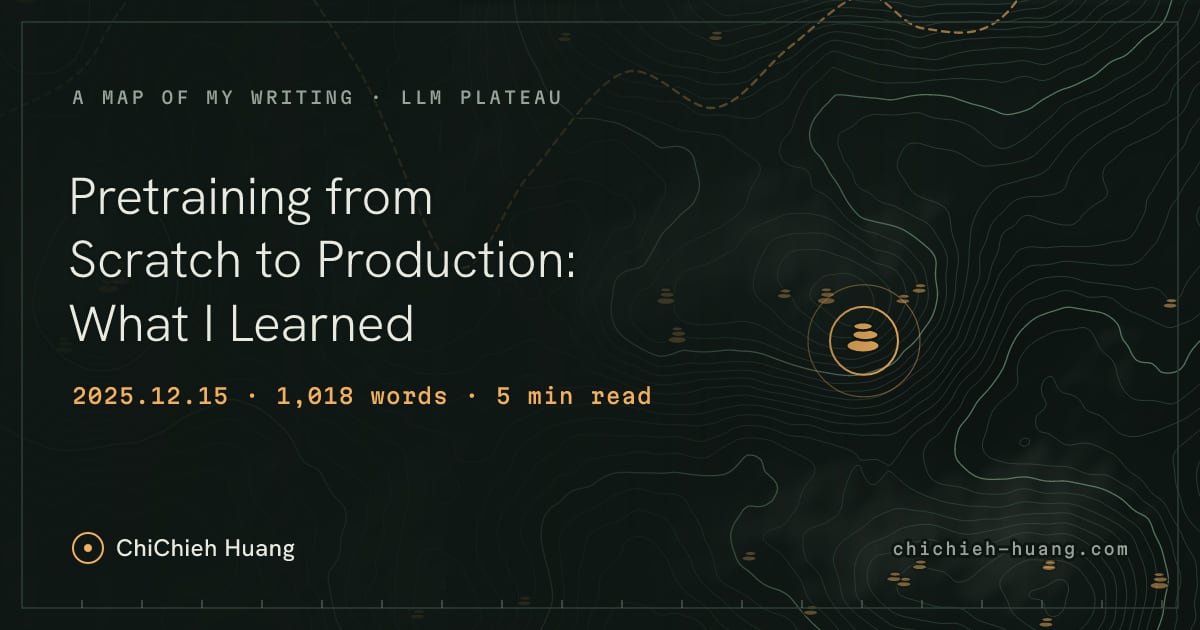 A MAP OF MY WRITING · LLM PLATEAU
Pretraining from
Scratch to Production:
What I Learned
2025.12.15 · 1,018 words · 5 min read
ChiChieh Huang
chichieh-huang.com